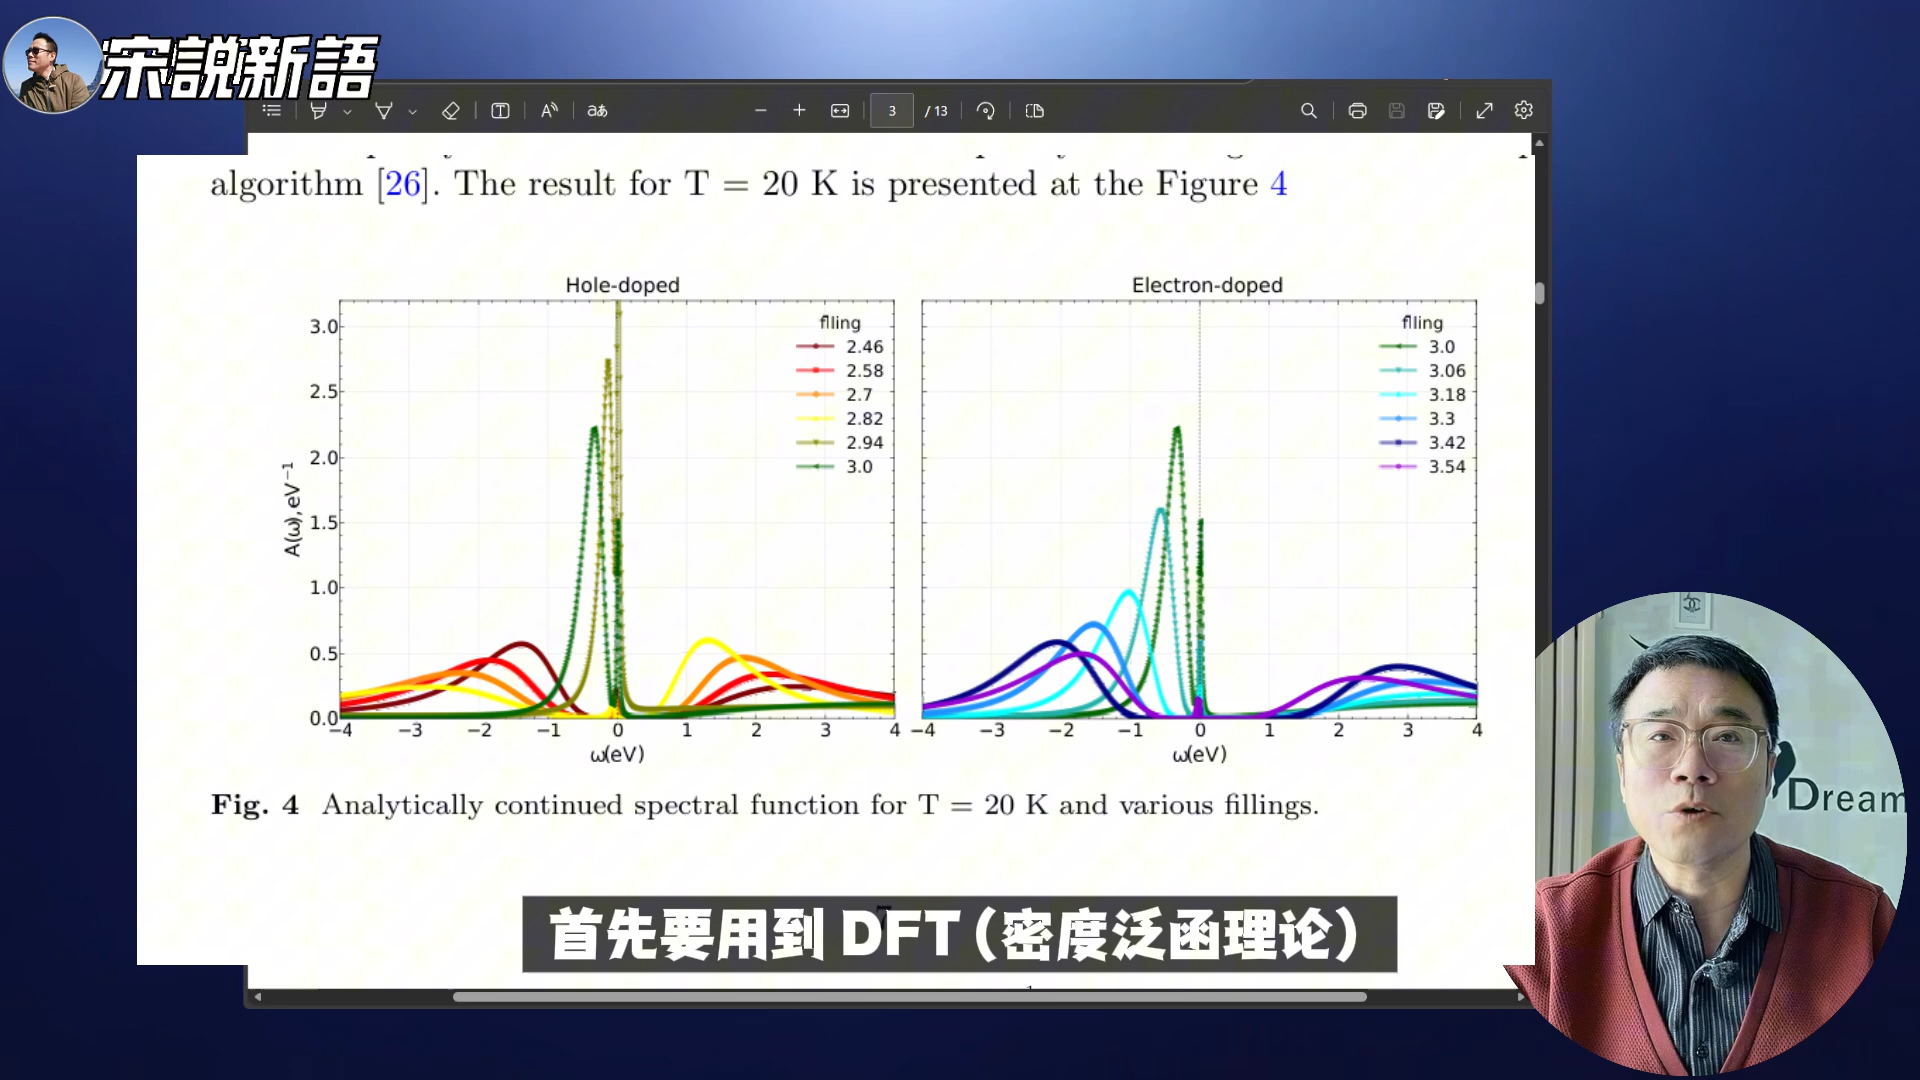 宋説新語
3 / 13
algorithm [26]. The result for T = 20 K is presented at the Figure 4
Hole-doped
Electron-doped
filing
2.46
2.58
2.7
2.82
2.94
3.0
filing
3.0
3.06
3.18
3.3
3.42
3.54
A(ω), eV⁻¹
3.0
2.5
2.0
1.5
1.0
0.5
0.0
−4 −3 −2 −1 0 1 2 3 4
−4 −3 −2 −1 0 1 2 3 4
ω(eV)
ω(eV)
Fig. 4 Analytically continued spectral function for T = 20 K and various fillings.
Dream
首先要用到 DFT（密度泛函理论）